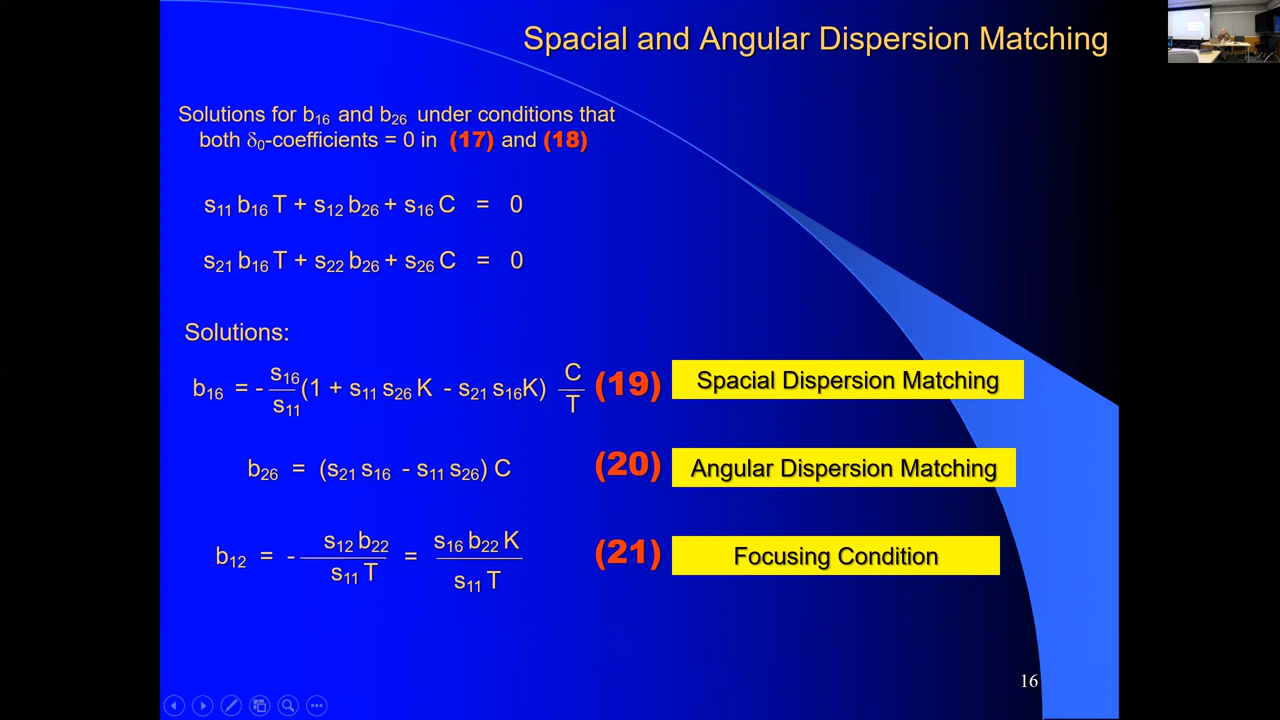 Spacial and Angular Dispersion Matching
Solutions for b₁₆ and b₂₆ under conditions that
both δ₀-coefficients = 0 in (17) and (18)
s₁₁ b₁₆ T + s₁₂ b₂₆ + s₁₆ C = 0
s₂₁ b₁₆ T + s₂₂ b₂₆ + s₂₆ C = 0
Solutions:
b₁₆ = - s₁₆/s₁₁ (1 + s₁₁ s₂₆ K - s₂₁ s₁₆K) C/T (19) Spacial Dispersion Matching
b₂₆ = (s₂₁ s₁₆ - s₁₁ s₂₆) C (20) Angular Dispersion Matching
b₁₂ = - s₁₂ b₂₂/s₁₁ T = s₁₆ b₂₂ K/s₁₁ T (21) Focusing Condition
16